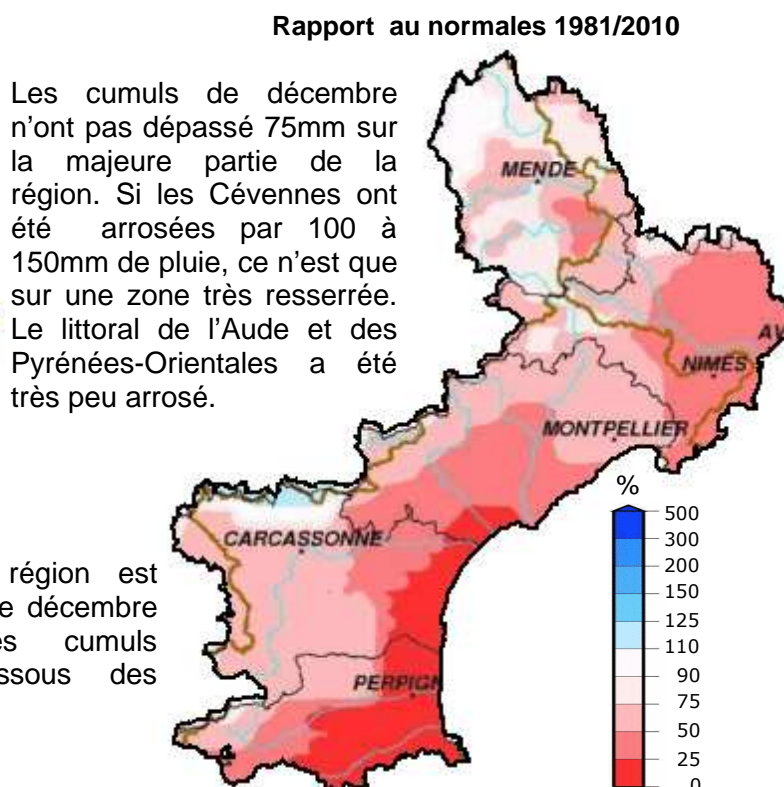 Rapport au normales 1981/2010
Les cumuls de décembre
n'ont pas dépassé 75mm sur
la majeure partie de la
région. Si les Cévennes ont
été arrosées par 100 à
150mm de pluie, ce n'est que
sur une zone très resserrée.
Le littoral de l'Aude et des
Pyrénées-Orientales a été
très peu arrosé.
MENDE
AV
NIMES
MONTPELLIER
CARCASSONNE
PERPIGN
région est
e décembre
es cumuls
ssous des
%
500
300
200
150
125
110
90
75
50
25
0